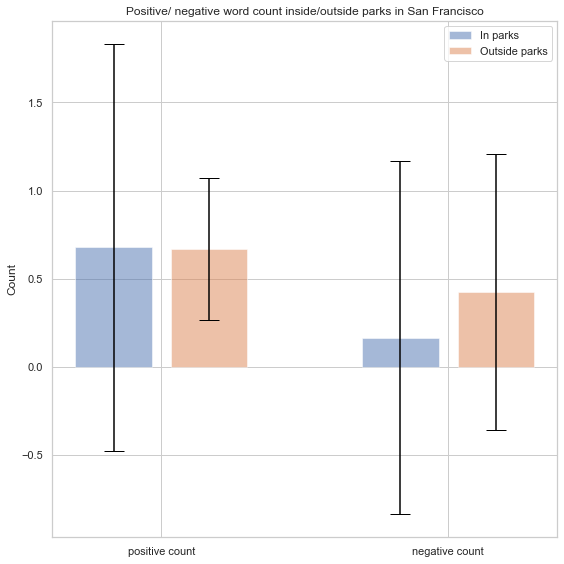 Positive/ negative word count inside/outside parks in San Francisco
In parks
Outside parks
1.5
1.0
0.5
0.0
−0.5
Count
positive count
negative count